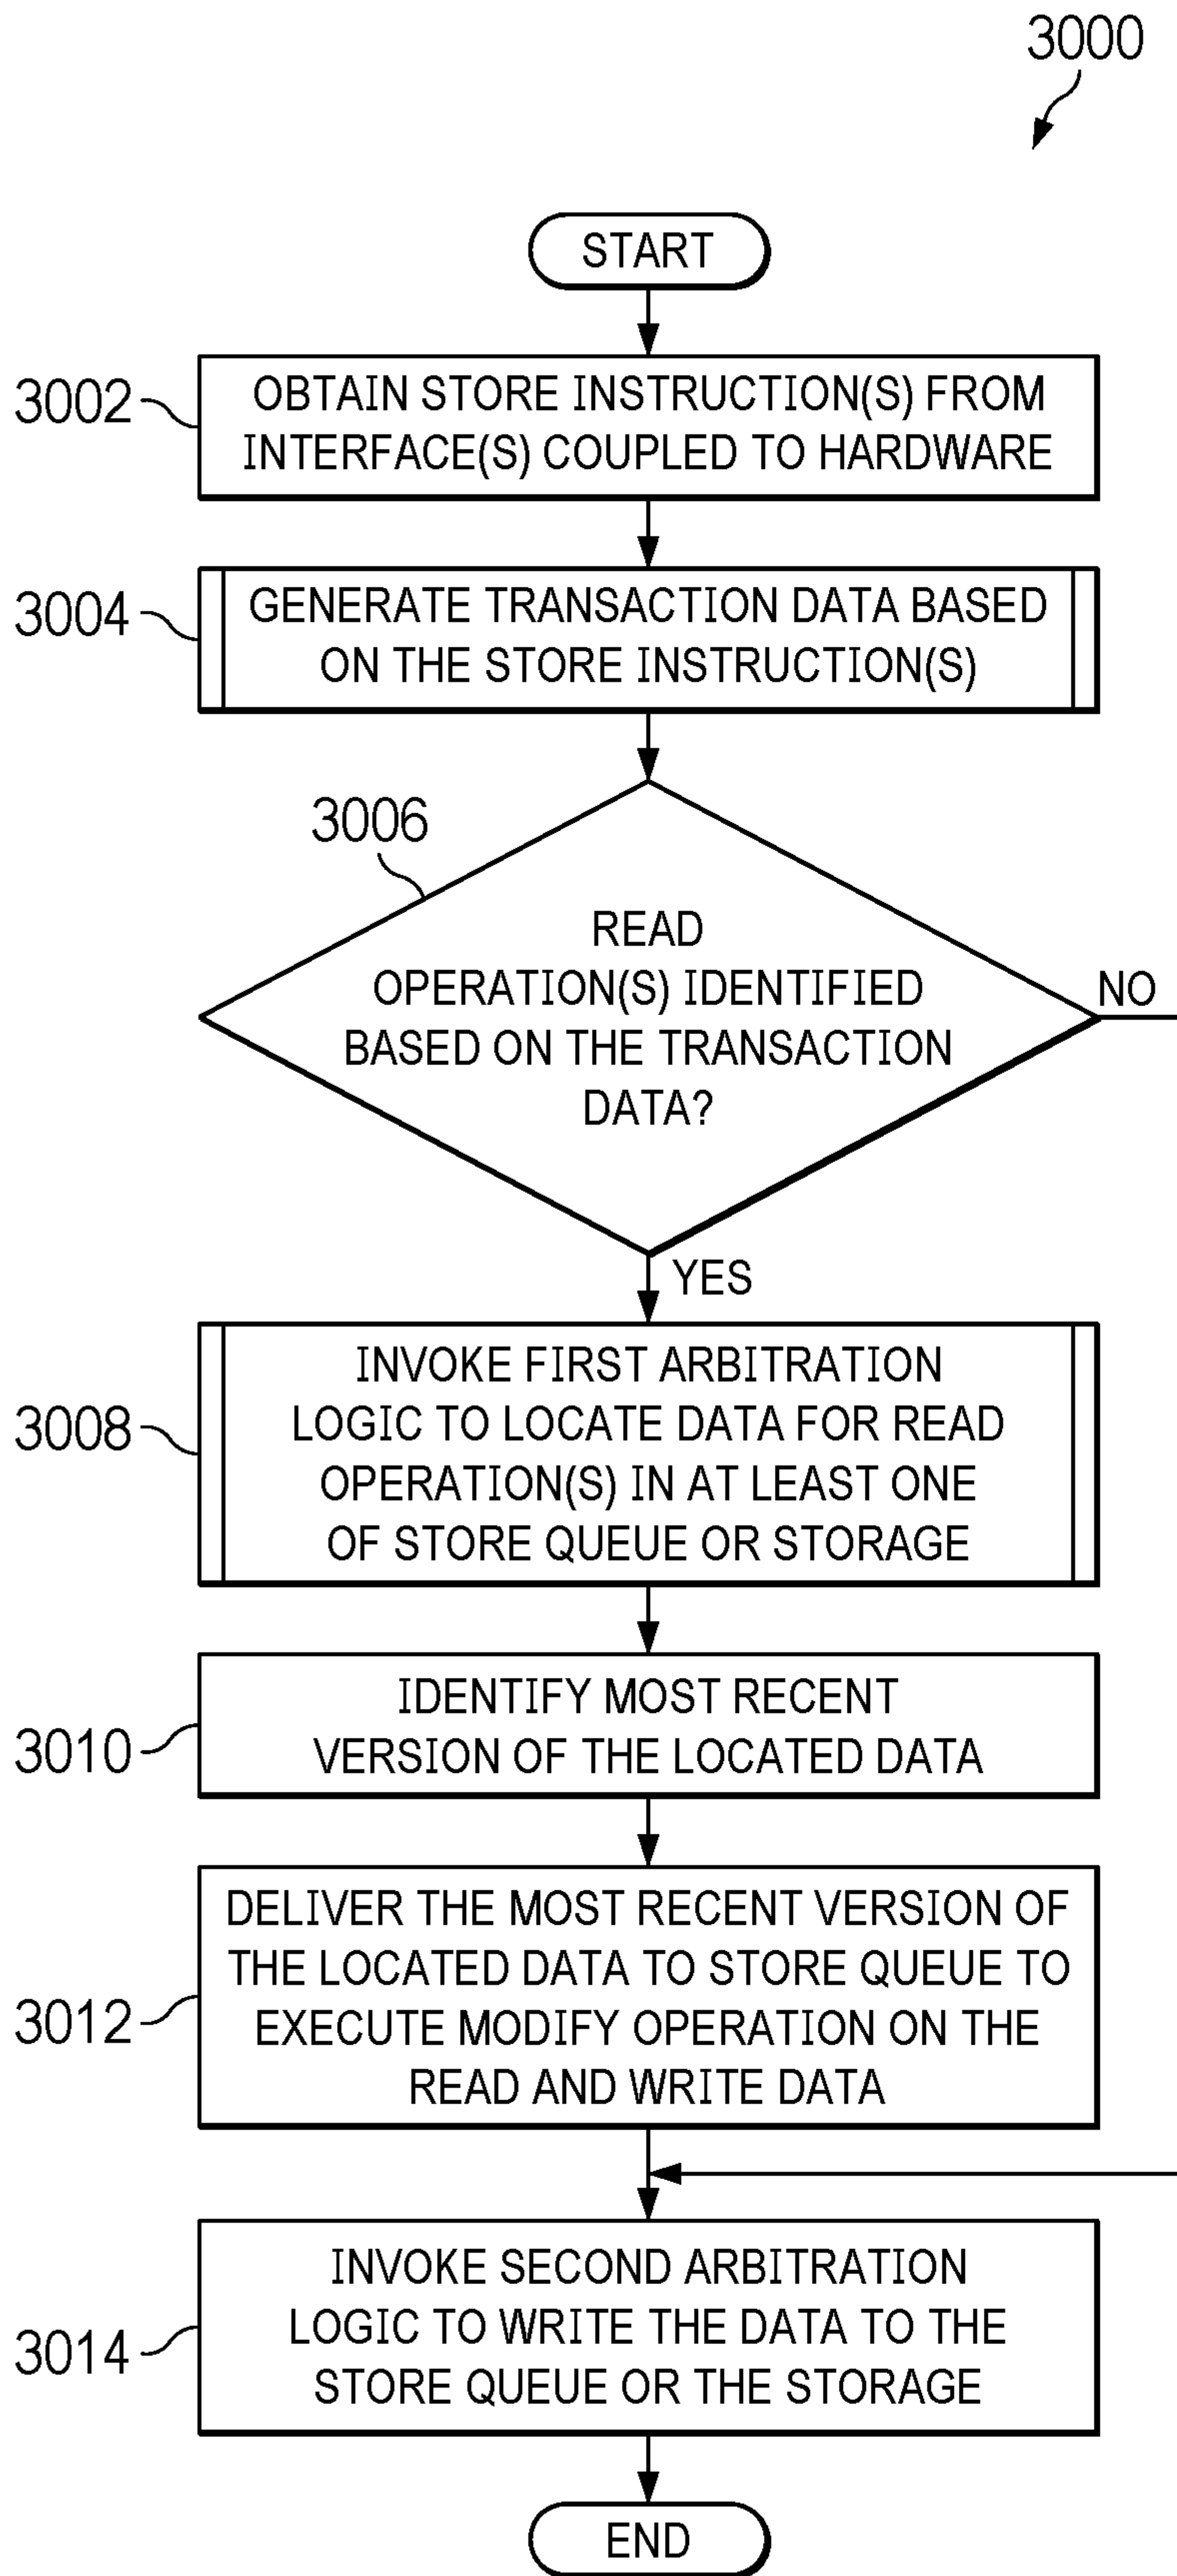 3000
START
3002
OBTAIN STORE INSTRUCTION(S) FROM
INTERFACE(S) COUPLED TO HARDWARE
3004
GENERATE TRANSACTION DATA BASED
ON THE STORE INSTRUCTION(S)
3006
READ
OPERATION(S) IDENTIFIED
BASED ON THE TRANSACTION
DATA?
NO
YES
3008
INVOKE FIRST ARBITRATION
LOGIC TO LOCATE DATA FOR READ
OPERATION(S) IN AT LEAST ONE
OF STORE QUEUE OR STORAGE
3010
IDENTIFY MOST RECENT
VERSION OF THE LOCATED DATA
3012
DELIVER THE MOST RECENT VERSION OF
THE LOCATED DATA TO STORE QUEUE TO
EXECUTE MODIFY OPERATION ON THE
READ AND WRITE DATA
3014
INVOKE SECOND ARBITRATION
LOGIC TO WRITE THE DATA TO THE
STORE QUEUE OR THE STORAGE
END